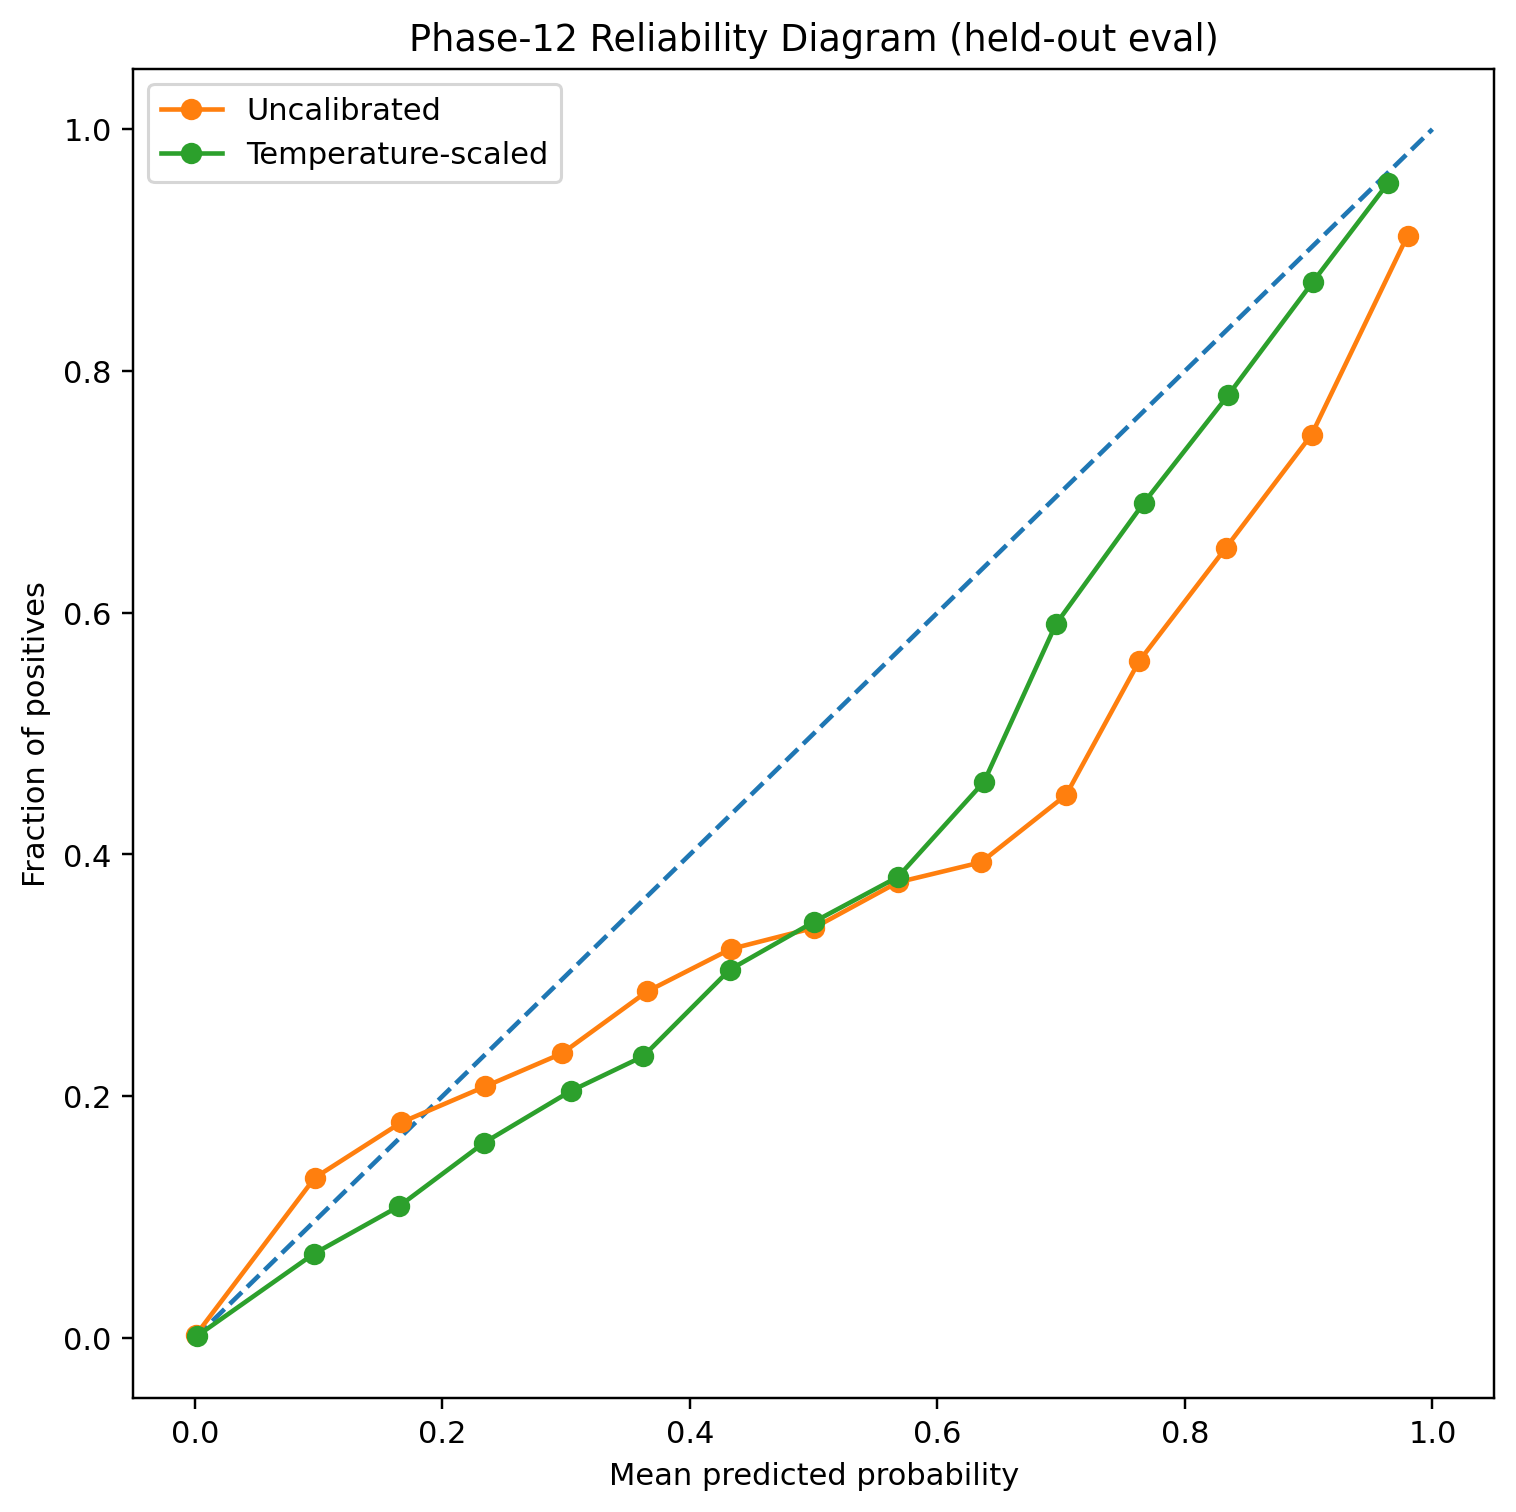 Phase-12 Reliability Diagram (held-out eval)
Uncalibrated
Temperature-scaled
1.0
0.8
0.6
0.4
0.2
0.0
Fraction of positives
0.0 0.2 0.4 0.6 0.8 1.0
Mean predicted probability